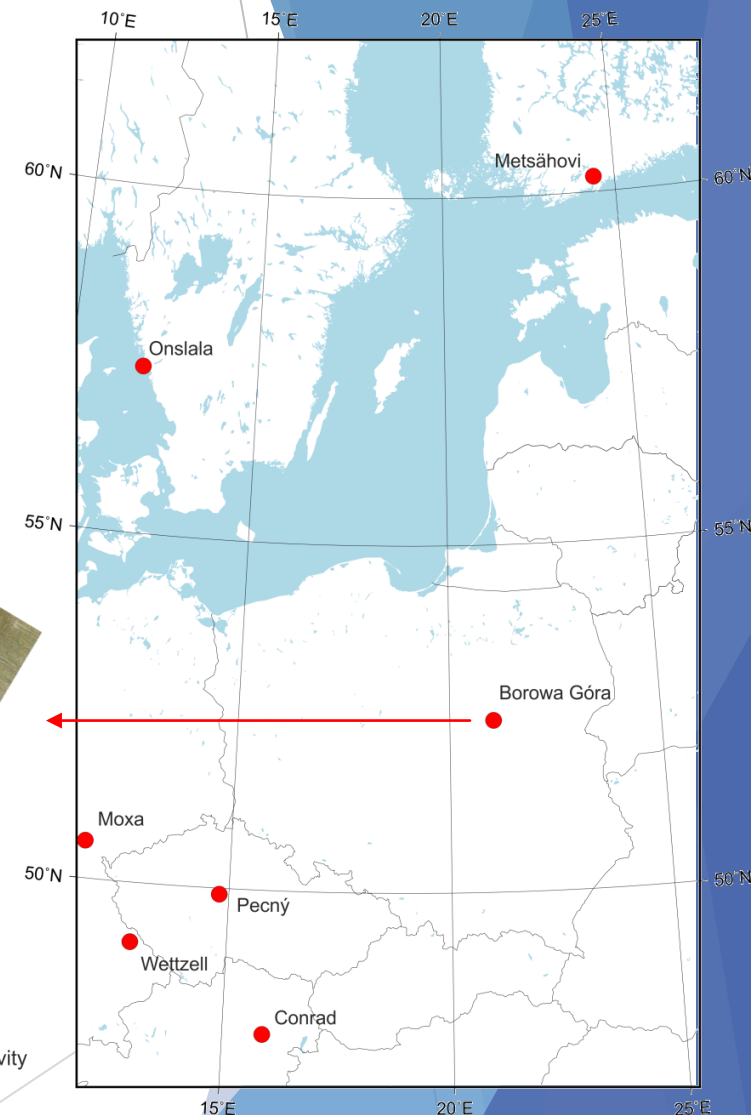 10°E 15°E 20°E 25°E
Metsähovi
60°N 60°N
Onslala
55°N 55°N
Borowa Góra
Moxa
50°N 50°N
Pecný
Wettzell
Conrad
vity
15°E 20°E 25°E